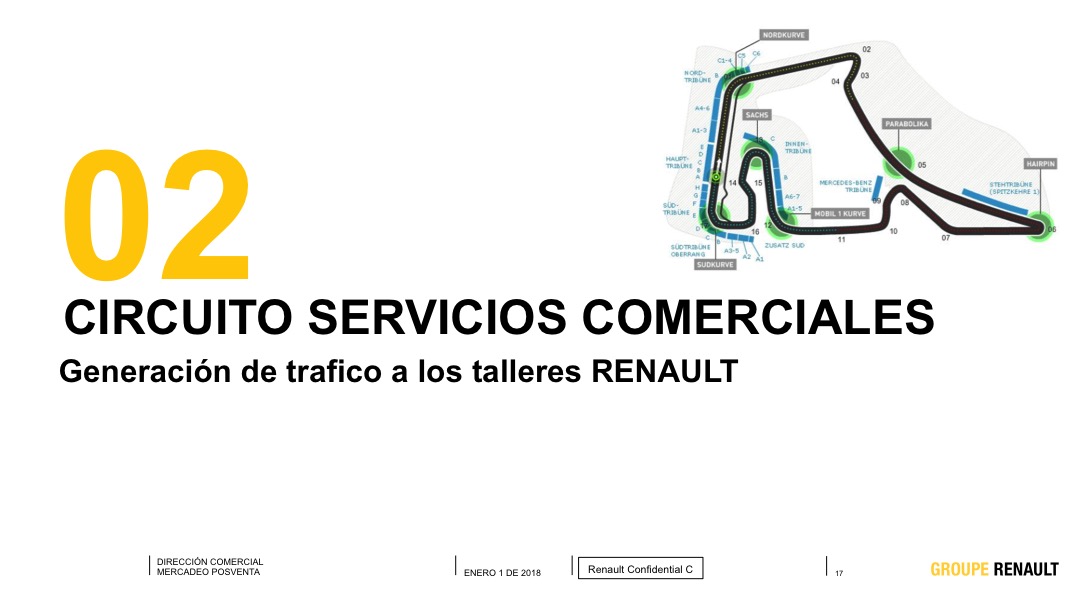 NORDKURVE
C6
C5
C1-4
B
02
NORD-
TRIBÜNE
03
04
A4-6
SACHS
A1-3
PARABOLIKA
C
INNEN-
TRIBÜNE
E
D
C
B
A
HAUPT-
TRIBÜNE
05
HAIRPIN
14
15
B
MERCEDES-BENZ
TRIBÜNE
STEHTRIBÜNE
(SPITZKEHRE 1)
H
G
F
E
A6-7
09
08
SÜD-
TRIBÜNE
A1-5
MOBIL 1 KURVE
12
D
C
B
16
10
11
07
06
SÜDTRIBÜNE
OBERRANG
A3-5
A2
A1
ZUSATZ SUD
SUDKURVE
02
CIRCUITO SERVICIOS COMERCIALES
Generación de trafico a los talleres RENAULT
DIRECCIÓN COMERCIAL
MERCADEO POSVENTA
ENERO 1 DE 2018
Renault Confidential C
17
GROUPE RENAULT